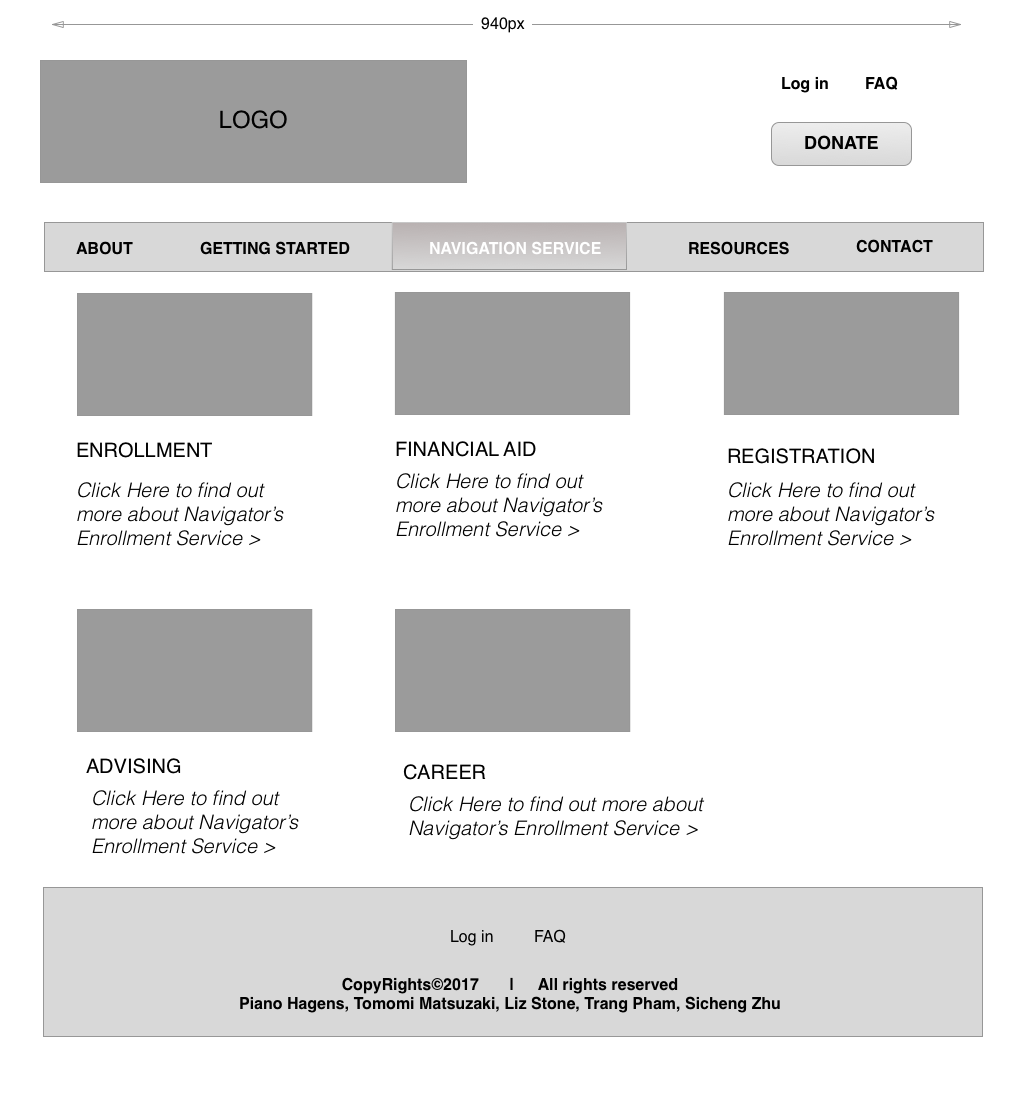 940px
Log in FAQ
LOGO
DONATE
ABOUT GETTING STARTED NAVIGATION SERVICE RESOURCES CONTACT
ENROLLMENT
Click Here to find out
more about Navigator’s
Enrollment Service >
FINANCIAL AID
Click Here to find out
more about Navigator’s
Enrollment Service >
REGISTRATION
Click Here to find out
more about Navigator’s
Enrollment Service >
ADVISING
Click Here to find out
more about Navigator’s
Enrollment Service >
CAREER
Click Here to find out more about
Navigator’s Enrollment Service >
Log in FAQ
CopyRights©2017 l All rights reserved
Piano Hagens, Tomomi Matsuzaki, Liz Stone, Trang Pham, Sicheng Zhu